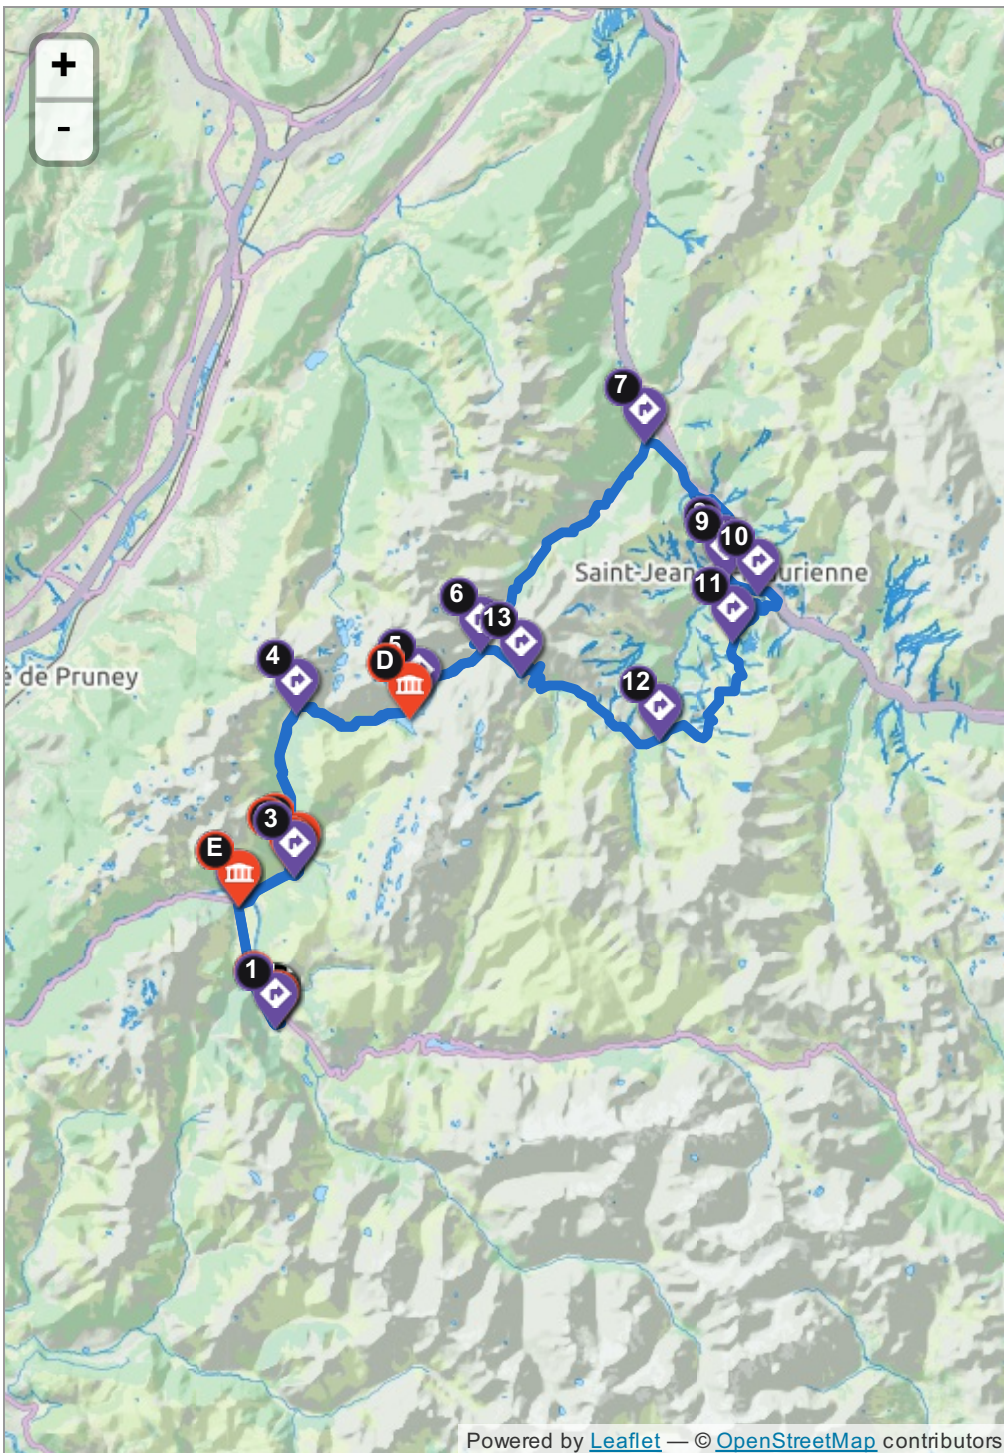 +
-
7
9
10
Saint-Jean
urienne
11
6
13
5
D
4
é de Pruney
12
3
E
1
Powered by Leaflet — © OpenStreetMap contributors